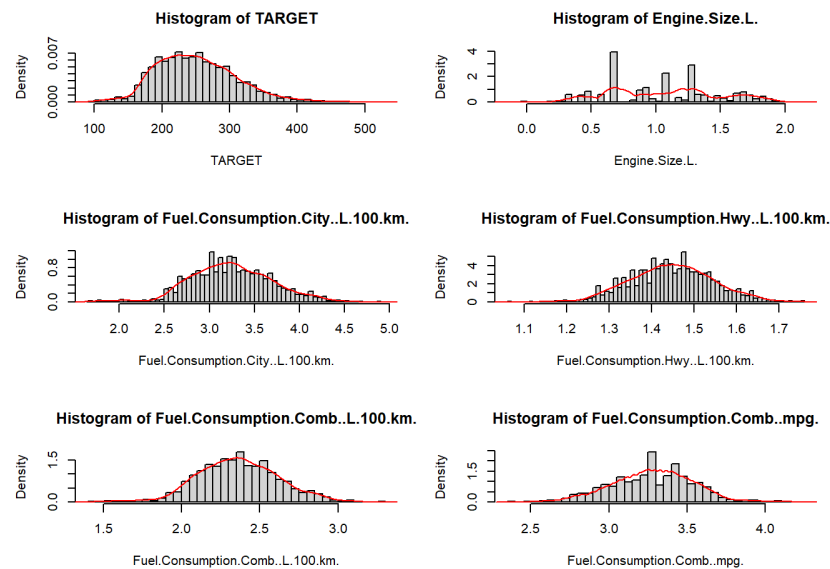 Histogram of TARGET
Density
0.000 0.007
100 200 300 400 500
TARGET
Histogram of Engine.Size.L.
Density
0 2 4
0.0 0.5 1.0 1.5 2.0
Engine.Size.L.
Histogram of Fuel.Consumption.City..L.100.km.
Density
0.0 0.8
2.0 2.5 3.0 3.5 4.0 4.5 5.0
Fuel.Consumption.City..L.100.km.
Histogram of Fuel.Consumption.Hwy..L.100.km.
Density
0 2 4
1.1 1.2 1.3 1.4 1.5 1.6 1.7
Fuel.Consumption.Hwy..L.100.km.
Histogram of Fuel.Consumption.Comb..L.100.km.
Density
0.0 1.5
1.5 2.0 2.5 3.0
Fuel.Consumption.Comb..L.100.km.
Histogram of Fuel.Consumption.Comb..mpg.
Density
0.0 1.5
2.5 3.0 3.5 4.0
Fuel.Consumption.Comb..mpg.